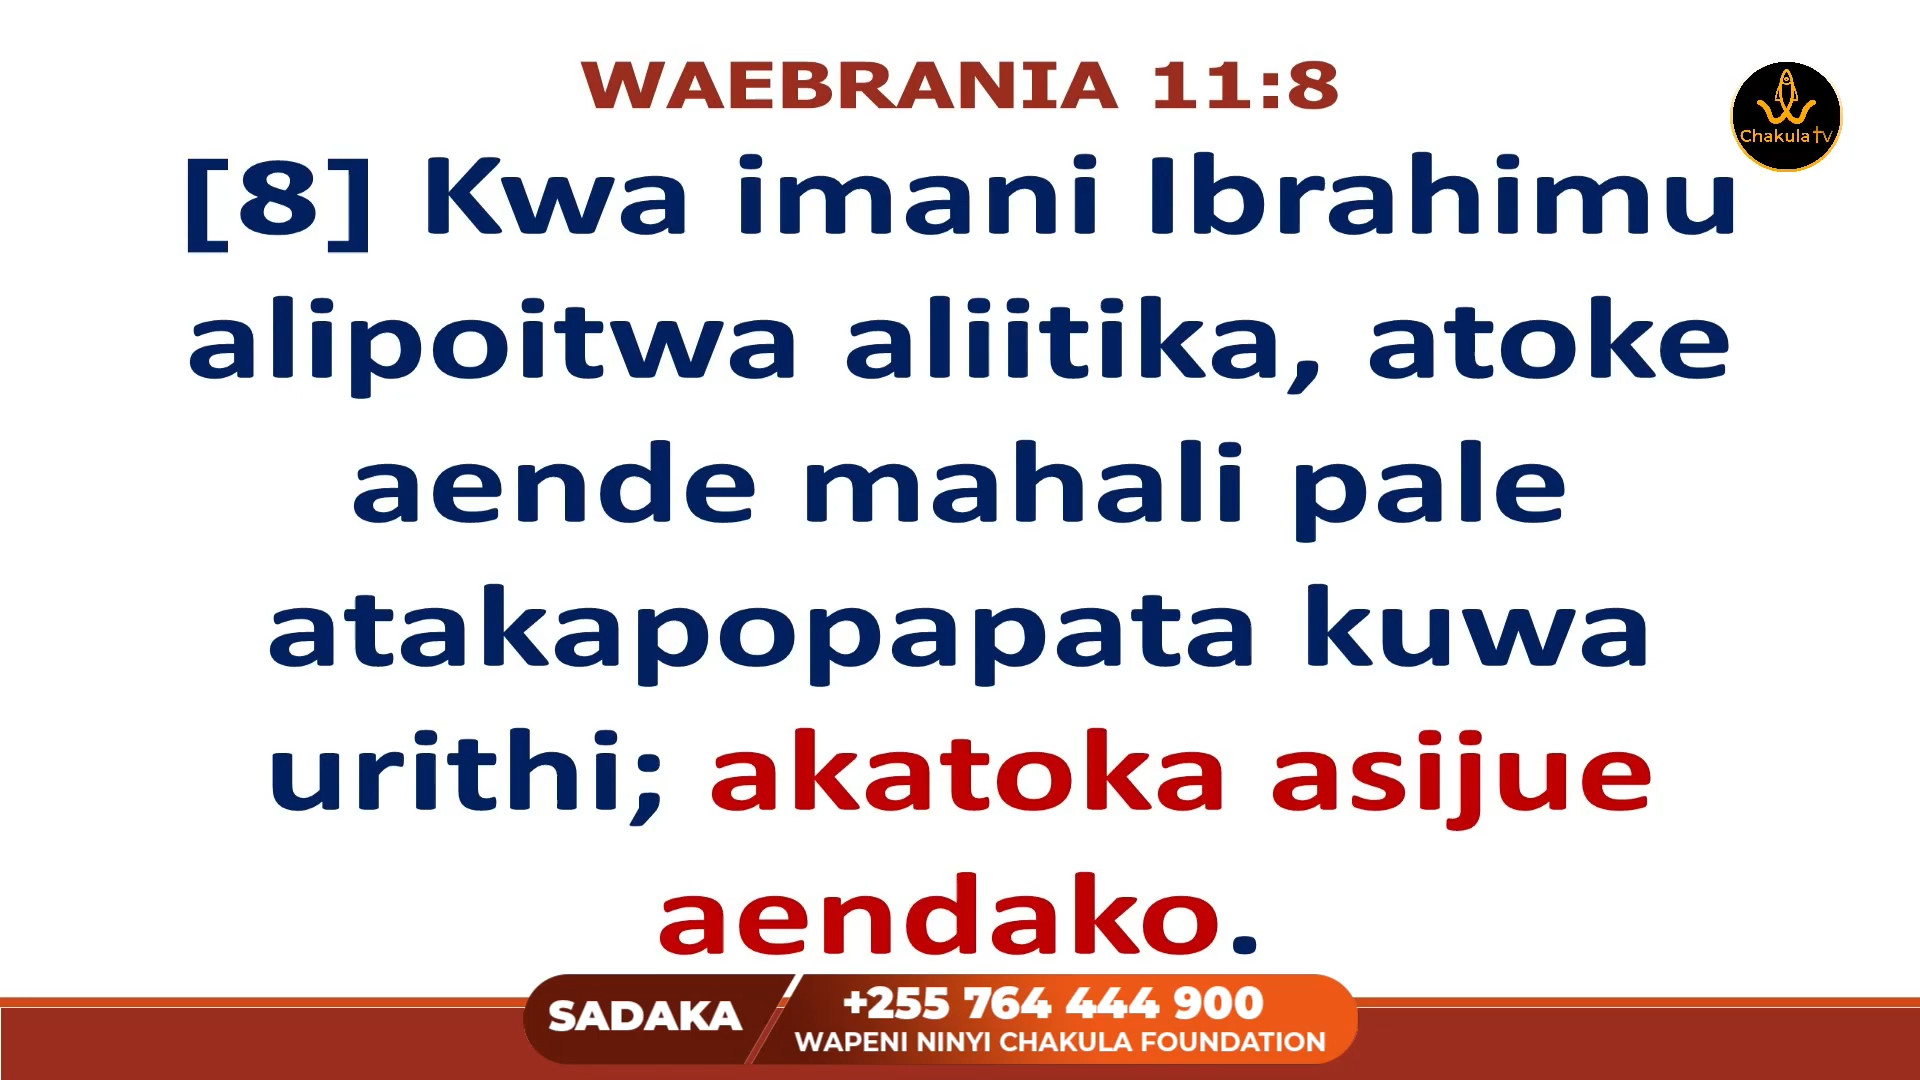 WAEBRANIA 11:8
Chakula tv
[8] Kwa imani Ibrahimu
alipoitwa aliitika, atoke
aende mahali pale
atakapopapata kuwa
urithi; akatoka asijue
aendako.
SADAKA
+255 764 444 900
WAPENI NINYI CHAKULA FOUNDATION